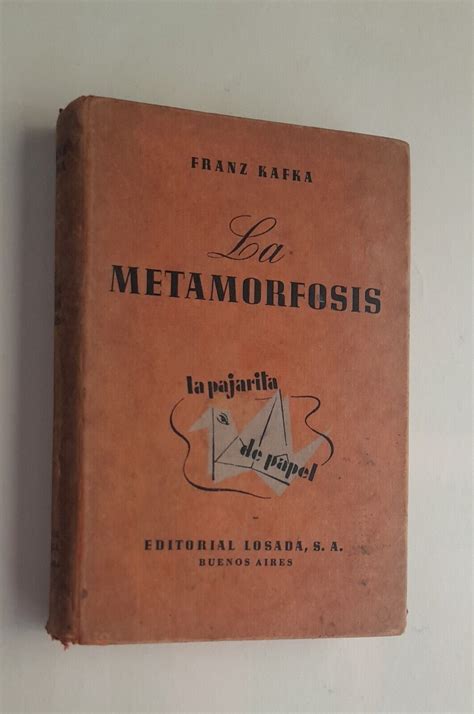 FRANZ KAFKA
La
METAMORFOSIS
la pajarita
de papel
EDITORIAL LOSADA, S. A.
BUENOS AIRES